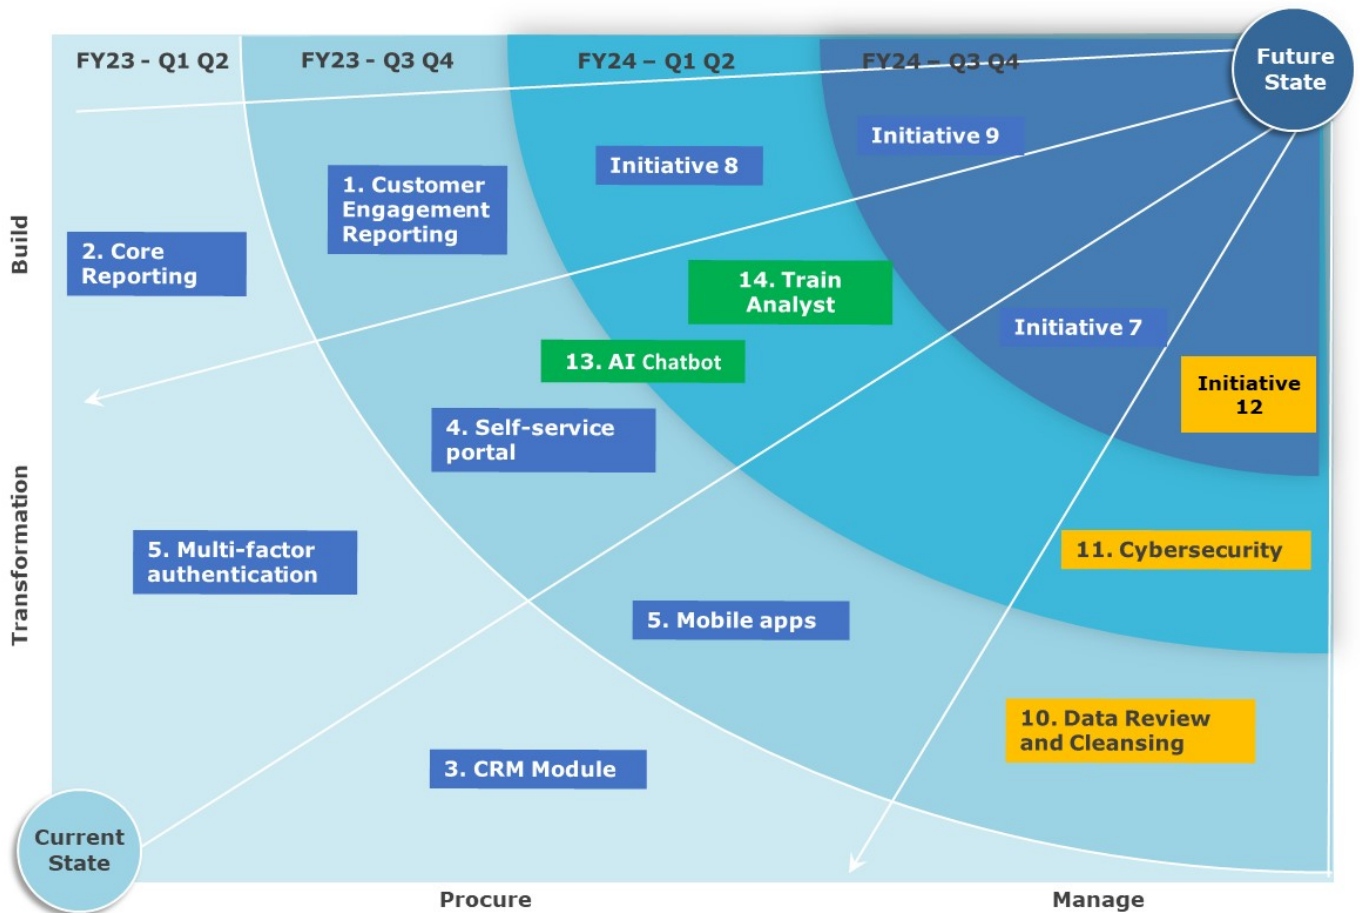 FY23 - Q1 Q2
FY23 - Q3 Q4
FY24 – Q1 Q2
FY24 – Q3 Q4
Future
State
Build
Initiative 9
Initiative 8
1. Customer
Engagement
Reporting
2. Core
Reporting
14. Train
Analyst
Initiative 7
13. AI Chatbot
Initiative
12
4. Self-service
portal
Transformation
5. Multi-factor
authentication
11. Cybersecurity
5. Mobile apps
10. Data Review
and Cleansing
3. CRM Module
Current
State
Procure
Manage